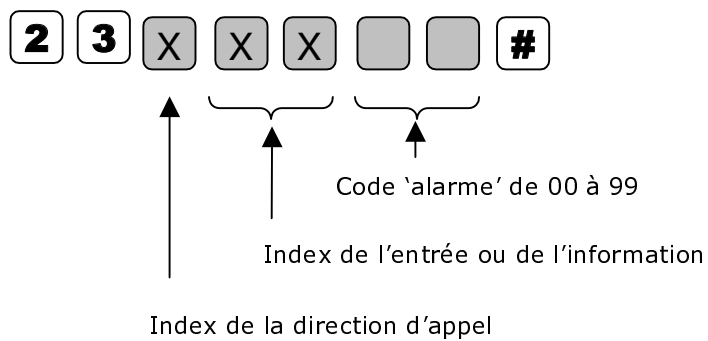 2 3 X X X #
Code ‘alarme’ de 00 à 99
Index de l’entrée ou de l’information
Index de la direction d’appel